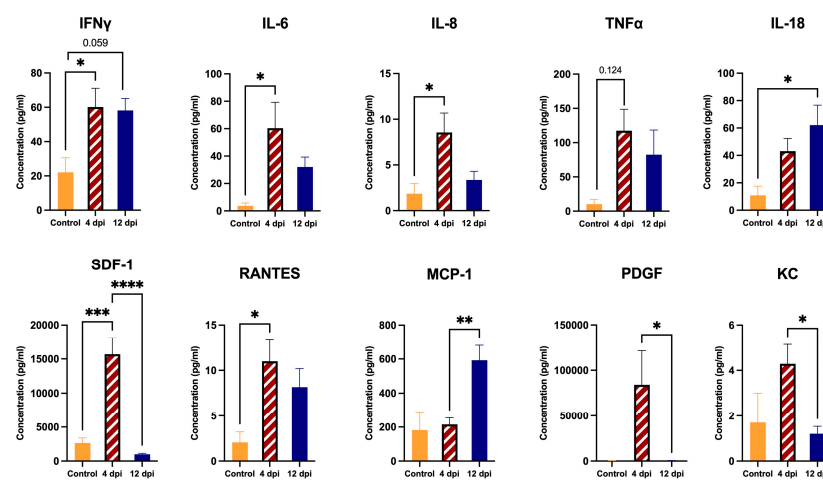 IFNγ
0.059
*
80
60
40
20
0
Concentration (pg/ml)
Control 4 dpi 12 dpi
IL-6
*
100
80
60
40
20
0
Concentration (pg/ml)
Control 4 dpi 12 dpi
IL-8
*
15
10
5
0
Concentration (pg/ml)
Control 4 dpi 12 dpi
TNFα
0.124
200
150
100
50
0
Concentration (pg/ml)
Control 4 dpi 12 dpi
IL-18
*
100
80
60
40
20
0
Concentration (pg/ml)
Control 4 dpi 12 dpi
SDF-1
****
***
20000
15000
10000
5000
0
Concentration (pg/ml)
Control 4 dpi 12 dpi
RANTES
*
15
10
5
0
Concentration (pg/ml)
Control 4 dpi 12 dpi
MCP-1
**
800
600
400
200
0
Concentration (pg/ml)
Control 4 dpi 12 dpi
PDGF
*
150000
100000
50000
0
Concentration (pg/ml)
Control 4 dpi 12 dpi
KC
*
6
4
2
0
Concentration (pg/ml)
Control 4 dpi 12 dpi